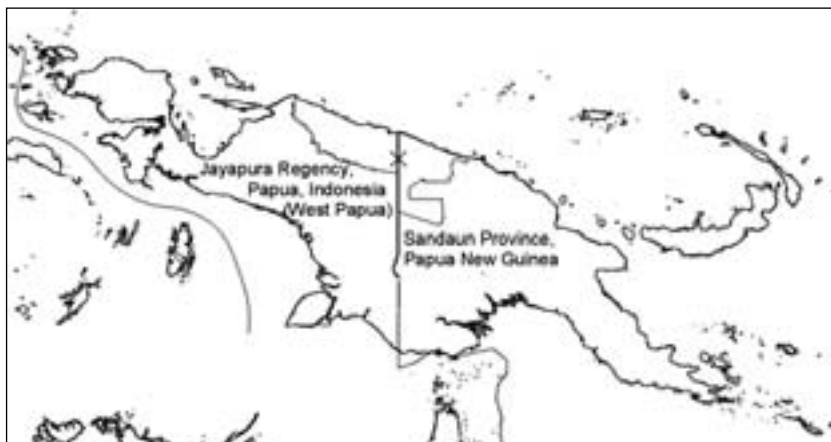 Jayapura Regency,
Papua, Indonesia
(West Papua)
Sandaun Province,
Papua New Guinea